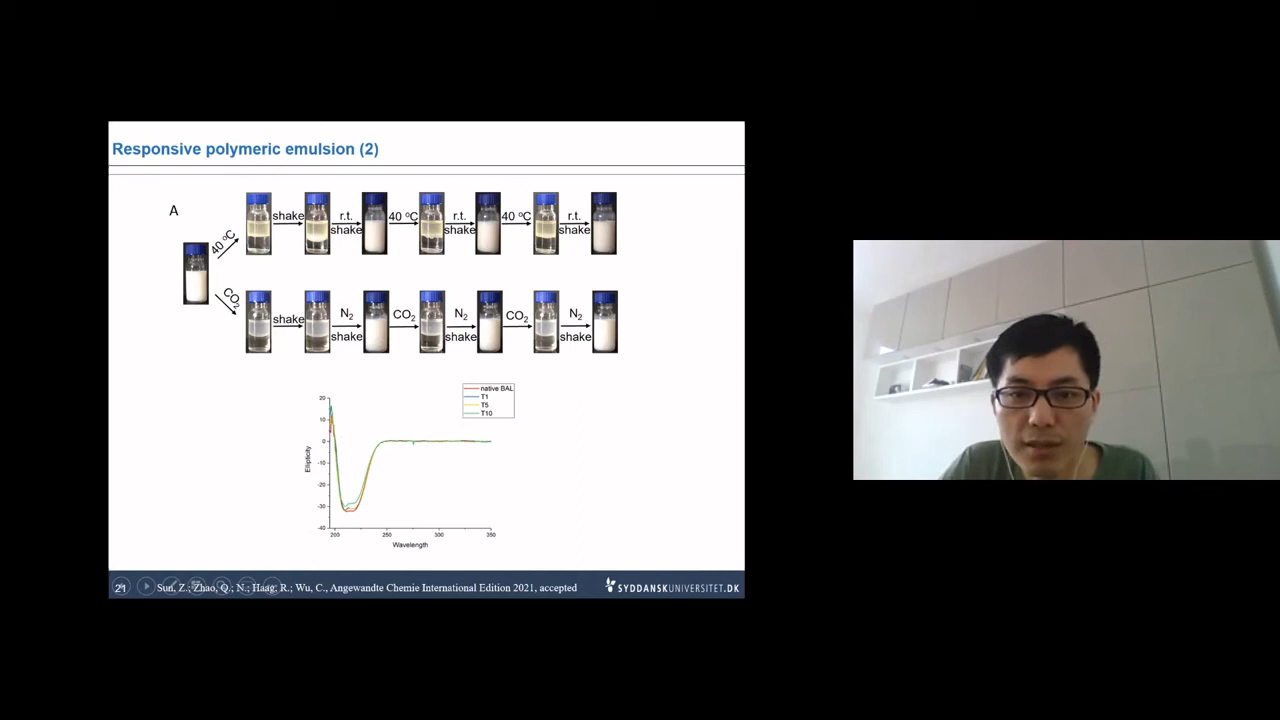 Responsive polymeric emulsion (2)
A
40 °C
shake
r.t.
shake
40 °C
r.t.
shake
40 °C
r.t.
shake
CO2
shake
N2
shake
CO2
N2
shake
CO2
N2
shake
native BAL
T1
T5
T10
20
10
0
-10
-20
-30
-40
Ellipticity
200
250
300
350
Wavelength
21
Sun, Z.; Zhao, Q.; N.; Haag, R.; Wu, C., Angewandte Chemie International Edition 2021, accepted
SYDDANSKUNIVERSITET.DK